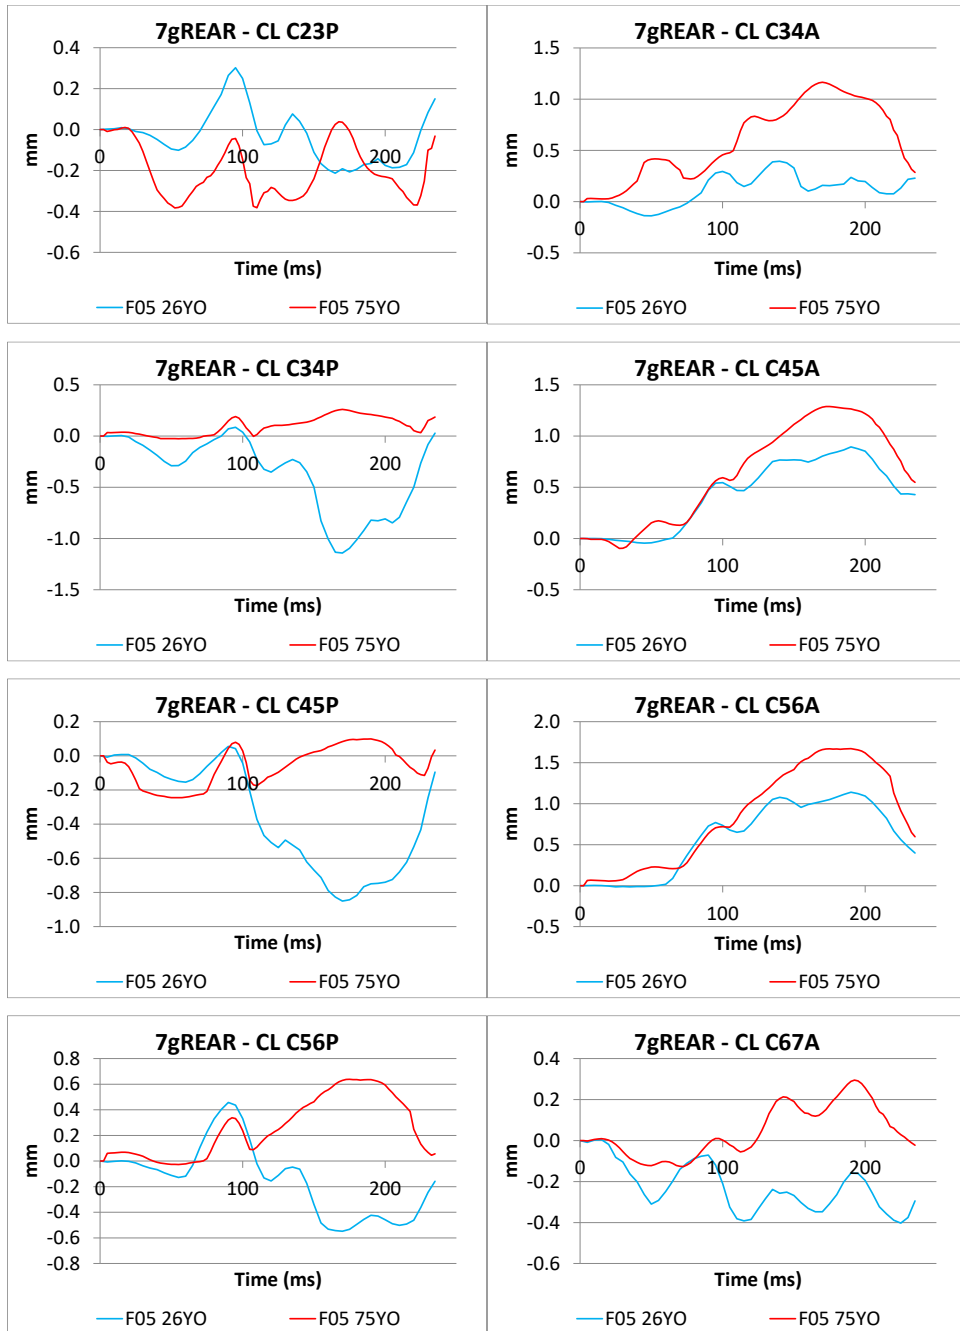 7gREAR - CL C23P
0.4
0.2
0.0
-0.2
-0.4
-0.6
mm
0 100 200
Time (ms)
F05 26YO F05 75YO
7gREAR - CL C34A
1.5
1.0
0.5
0.0
-0.5
mm
0 100 200
Time (ms)
F05 26YO F05 75YO
7gREAR - CL C34P
0.5
0.0
-0.5
-1.0
-1.5
mm
0 100 200
Time (ms)
F05 26YO F05 75YO
7gREAR - CL C45A
1.5
1.0
0.5
0.0
-0.5
mm
0 100 200
Time (ms)
F05 26YO F05 75YO
7gREAR - CL C45P
0.2
0.0
-0.2
-0.4
-0.6
-0.8
-1.0
mm
0 100 200
Time (ms)
F05 26YO F05 75YO
7gREAR - CL C56A
2.0
1.5
1.0
0.5
0.0
-0.5
mm
0 100 200
Time (ms)
F05 26YO F05 75YO
7gREAR - CL C56P
0.8
0.6
0.4
0.2
0.0
-0.2
-0.4
-0.6
-0.8
mm
0 100 200
Time (ms)
F05 26YO F05 75YO
7gREAR - CL C67A
0.4
0.2
0.0
-0.2
-0.4
-0.6
mm
0 100 200
Time (ms)
F05 26YO F05 75YO